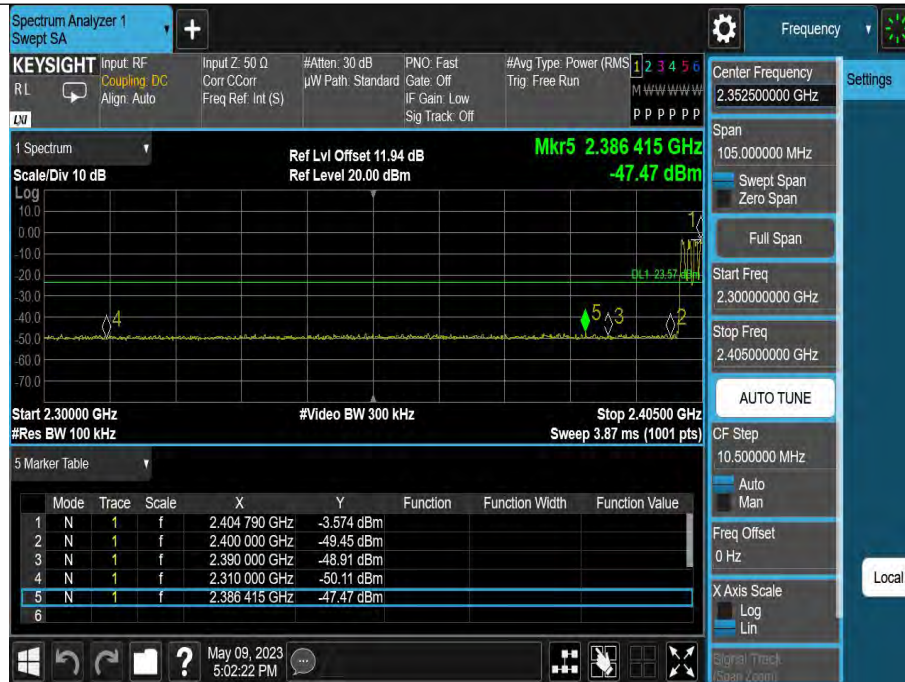 Spectrum Analyzer 1
Swept SA
+
Frequency
KEYSIGHT
RL
LXI
Input: RF
Coupling: DC
Align: Auto
Input Z: 50 Ω
Corr CCorr
Freq Ref: Int (S)
#Atten: 30 dB
µW Path: Standard
PNO: Fast
Gate: Off
IF Gain: Low
Sig Track: Off
#Avg Type: Power (RMS
Trig: Free Run
1 2 3 4 5 6
M W W W W W
P P P P P P
1 Spectrum
Scale/Div 10 dB
Ref Lvl Offset 11.94 dB
Ref Level 20.00 dBm
Mkr5 2.386 415 GHz
-47.47 dBm
Log
10.0
0.00
-10.0
-20.0
-30.0
-40.0
-50.0
-60.0
-70.0
1
DL1 -23.57 dBm
4
5
3
2
Start 2.30000 GHz
#Res BW 100 kHz
#Video BW 300 kHz
Stop 2.40500 GHz
Sweep 3.87 ms (1001 pts)
5 Marker Table
Mode Trace Scale X Y Function Function Width Function Value
1 N 1 f 2.404 790 GHz -3.574 dBm
2 N 1 f 2.400 000 GHz -49.45 dBm
3 N 1 f 2.390 000 GHz -48.91 dBm
4 N 1 f 2.310 000 GHz -50.11 dBm
5 N 1 f 2.386 415 GHz -47.47 dBm
6
?
May 09, 2023
5:02:22 PM
Center Frequency
2.352500000 GHz
Settings
Span
105.000000 MHz
Swept Span
Zero Span
Full Span
Start Freq
2.300000000 GHz
Stop Freq
2.405000000 GHz
AUTO TUNE
CF Step
10.500000 MHz
Auto
Man
Freq Offset
0 Hz
Local
X Axis Scale
Log
Lin
Signal Track
(Span Zoom)